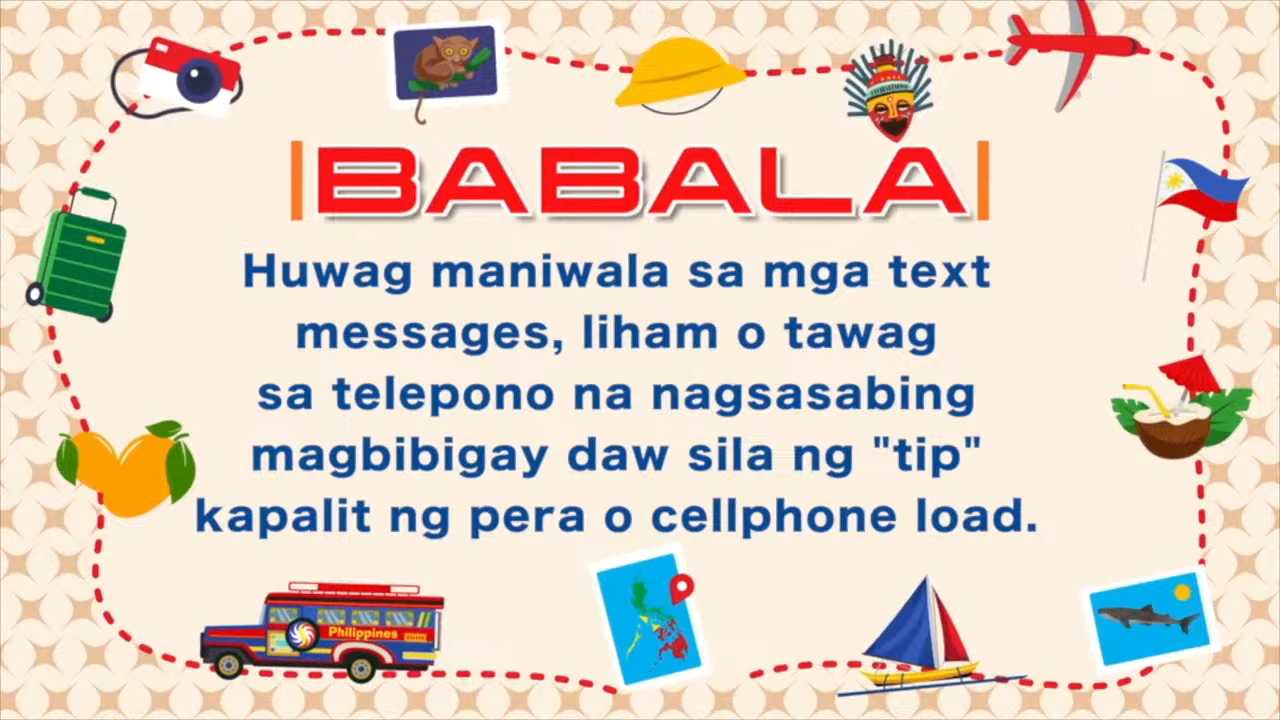 BABALA
Huwag maniwala sa mga text
messages, liham o tawag
sa telepono na nagsasabing
magbibigay daw sila ng "tip"
kapalit ng pera o cellphone load.
Philippines